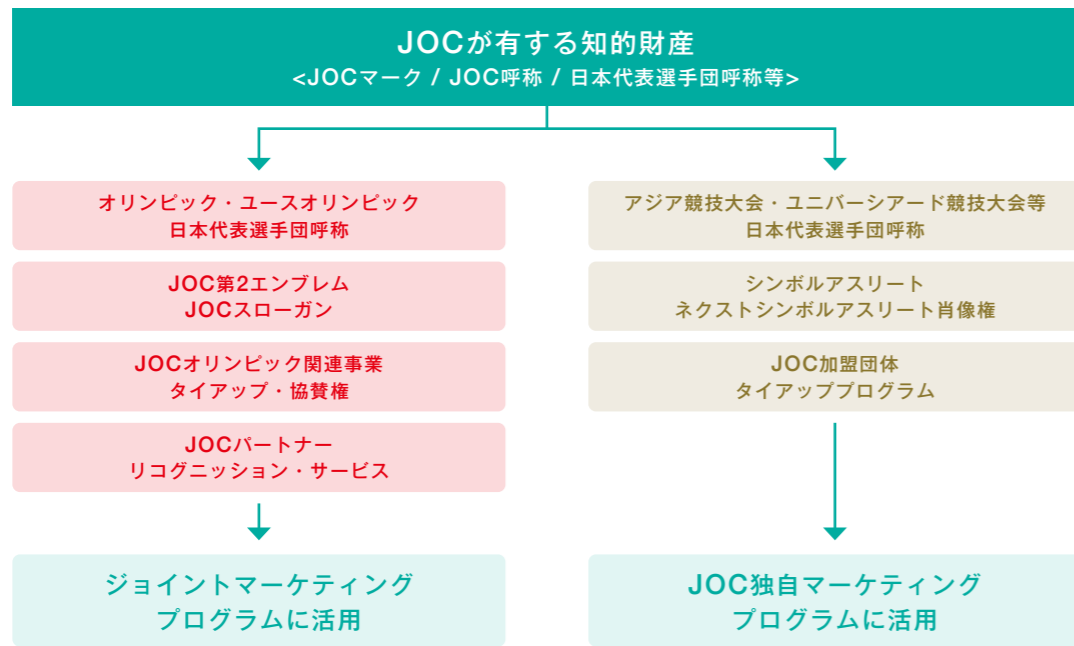 JOCが有する知的財産
<JOCマーク / JOC呼称 / 日本代表選手団呼称等>
オリンピック・ユースオリンピック
日本代表選手団呼称
JOC第2エンブレム
JOCスローガン
JOCオリンピック関連事業
タイアップ・協賛権
JOCパートナー
リコグニッション・サービス
ジョイントマーケティング
プログラムに活用
アジア競技大会・ユニバーシアード競技大会等
日本代表選手団呼称
シンボルアスリート
ネクストシンボルアスリート肖像権
JOC加盟団体
タイアッププログラム
JOC独自マーケティング
プログラムに活用